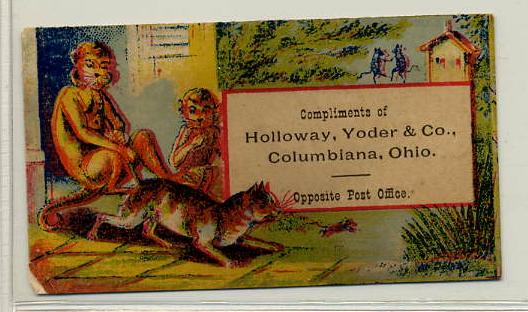 Compliments of
Holloway, Yoder & Co.,
Columbiana, Ohio.
Opposite Post Office.